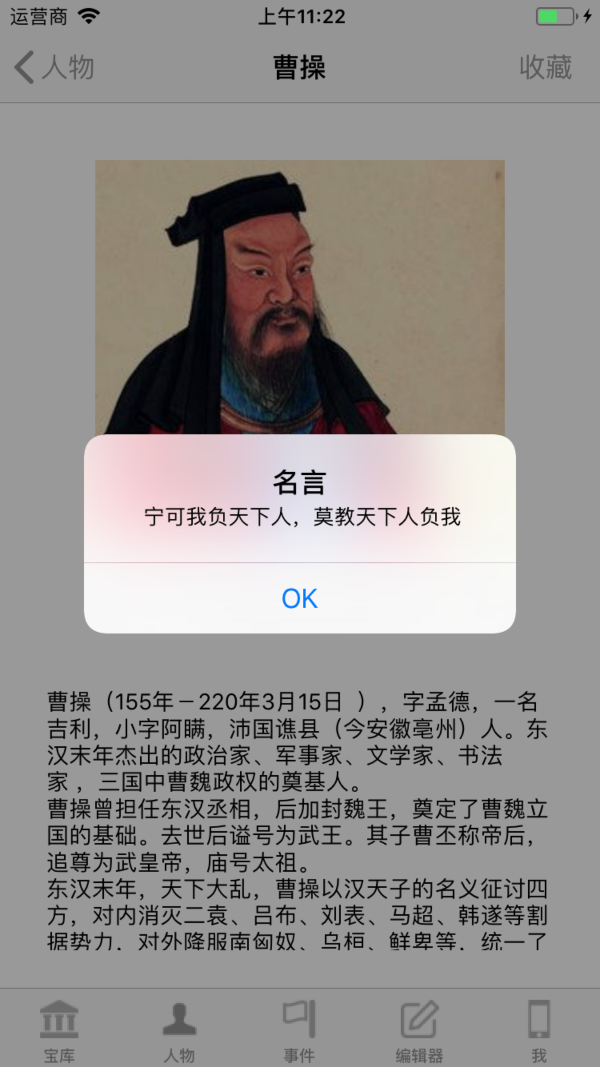 运营商 上午11:22
人物 曹操 收藏
名言
宁可我负天下人，莫教天下人负我
OK
曹操（155年－220年3月15日 ），字孟德，一名
吉利，小字阿瞒，沛国谯县（今安徽亳州）人。东
汉末年杰出的政治家、军事家、文学家、书法
家 ，三国中曹魏政权的奠基人。
曹操曾担任东汉丞相，后加封魏王，奠定了曹魏立
国的基础。去世后谥号为武王。其子曹丕称帝后，
追尊为武皇帝，庙号太祖。
东汉末年，天下大乱，曹操以汉天子的名义征讨四
方，对内消灭二袁、吕布、刘表、马超、韩遂等割
据势力，对外降服南匈奴、乌桓、鲜卑等，统一了
宝库 人物 事件 编辑器 我